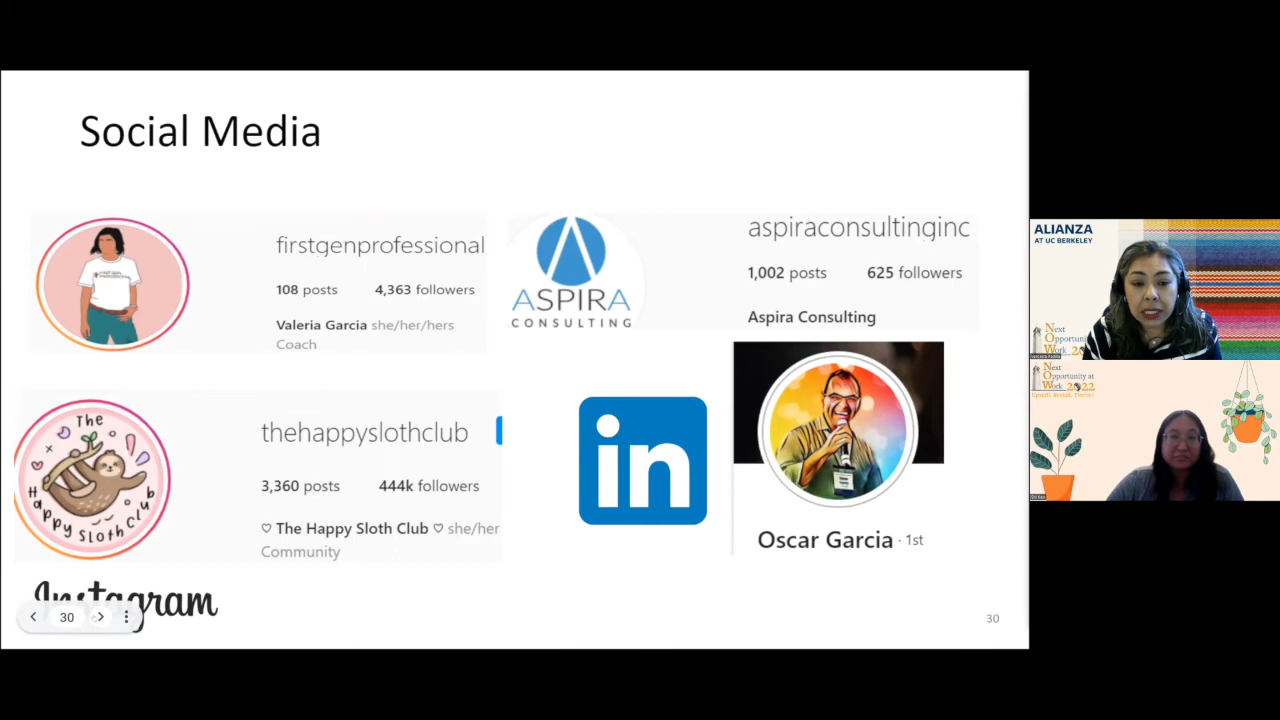 Social Media
firstgenprofessional
108 posts 4,363 followers
Valeria Garcia she/her/hers
Coach
ASPIRA
CONSULTING
aspiraconsultinginc
1,002 posts 625 followers
Aspira Consulting
The
Happy Sloth Club
thehappyslothclub
3,360 posts 444k followers
♡ The Happy Sloth Club ♡ she/her
Community
in
Oscar Garcia · 1st
Instagram
30
30
ALIANZA
AT UC BERKELEY
Next
Opportunity
Work
Next
Opportunity at
Work 2022